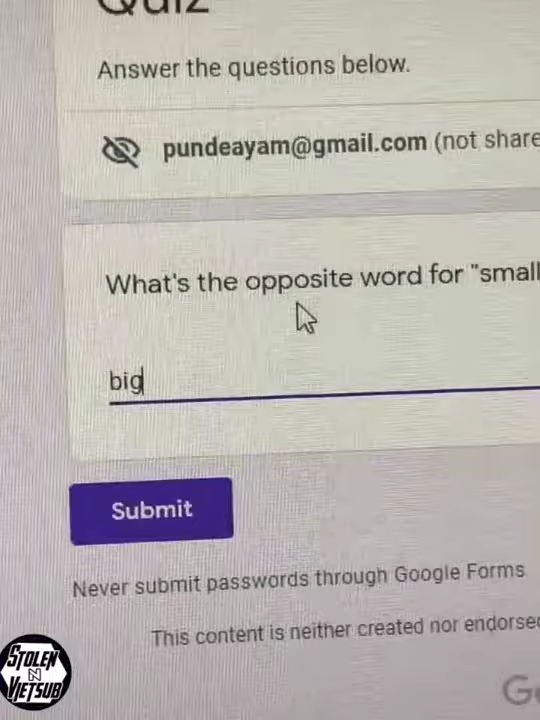 Quiz
Answer the questions below.
pundeayam@gmail.com (not share
What's the opposite word for "small
big
Submit
Never submit passwords through Google Forms
This content is neither created nor endorse
STOLEN
N
VIETSUB